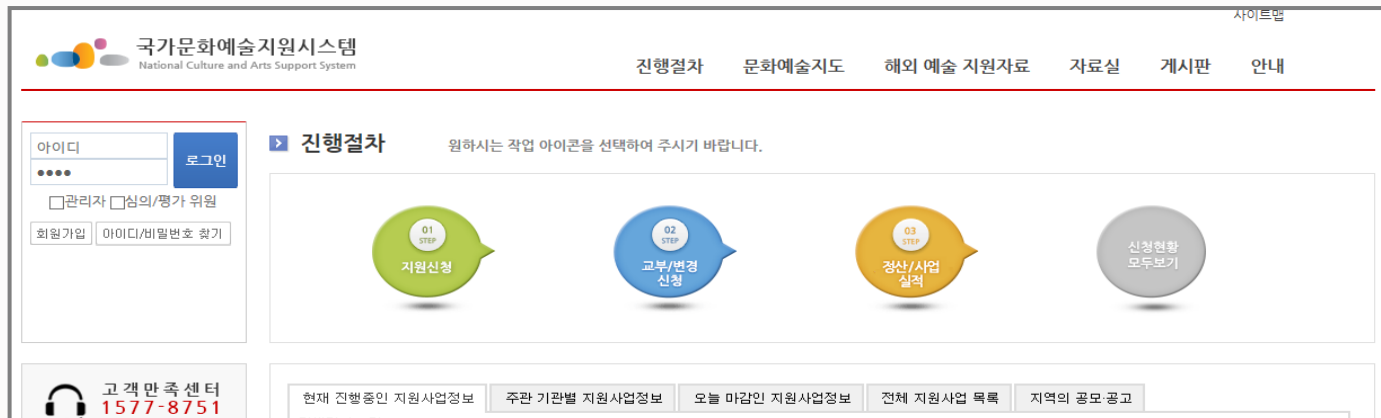 사이트맵
국가문화예술지원시스템
National Culture and Arts Support System
진행절차 문화예술지도 해외 예술 지원자료 자료실 게시판 안내
아이디
로그인
관리자 심의/평가 위원
회원가입 아이디/비밀번호 찾기
진행절차 원하시는 작업 아이콘을 선택하여 주시기 바랍니다.
01
STEP
지원신청
02
STEP
교부/변경
신청
03
STEP
정산/사업
실적
신청현황
모두보기
고객만족센터
1577-8751
현재 진행중인 지원사업정보 주관 기관별 지원사업정보 오늘 마감인 지원사업정보 전체 지원사업 목록 지역의 공모·공고